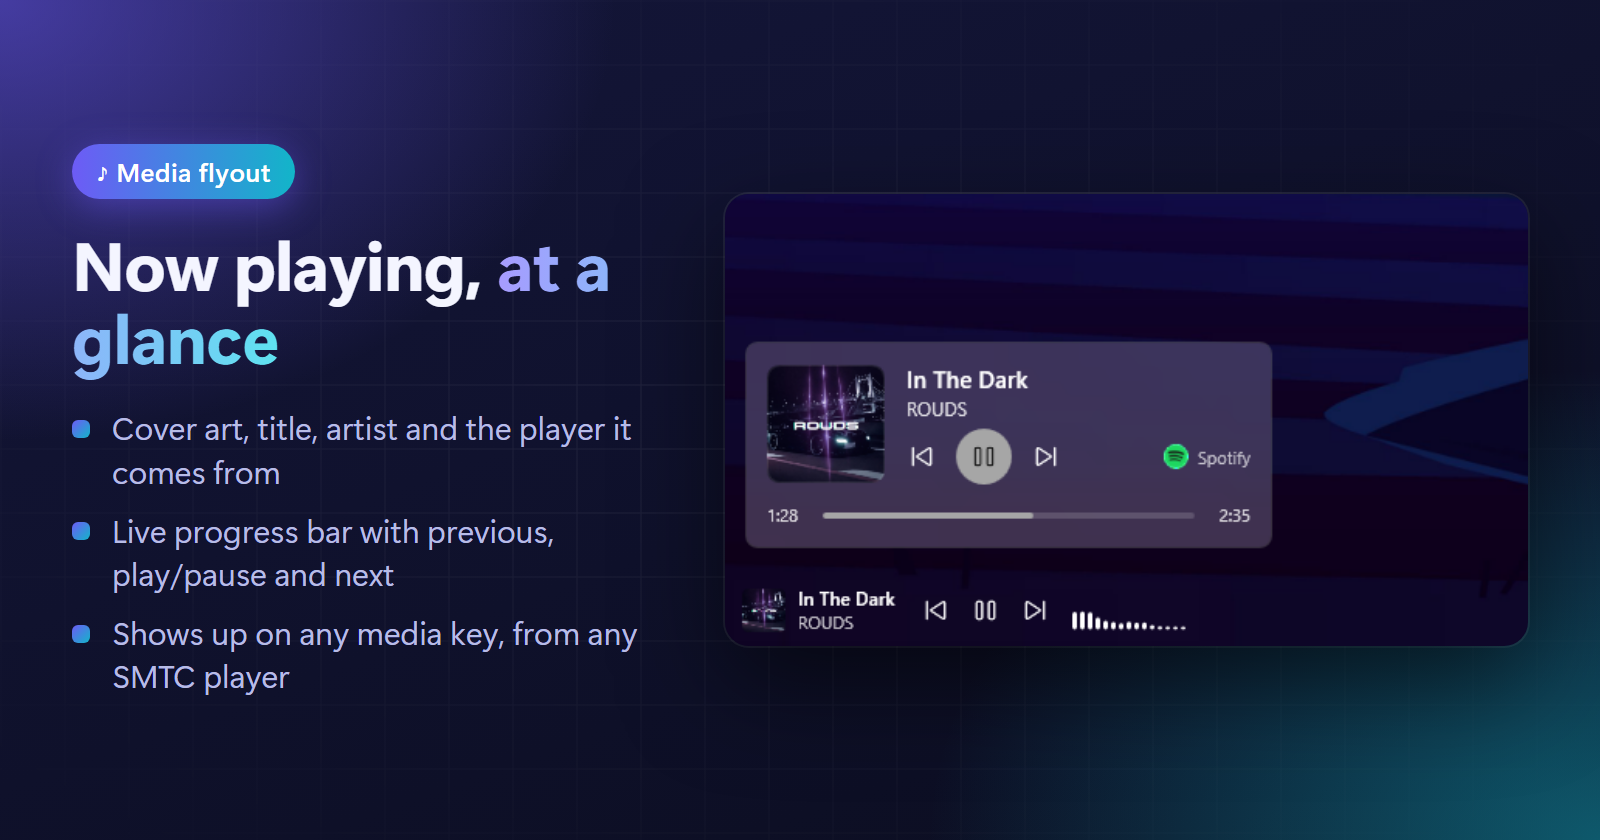 ♪ Media flyout
Now playing, at a
glance
Cover art, title, artist and the player it
comes from
Live progress bar with previous,
play/pause and next
Shows up on any media key, from any
SMTC player
ROUDS
In The Dark
ROUDS
Spotify
1:28
2:35
In The Dark
ROUDS